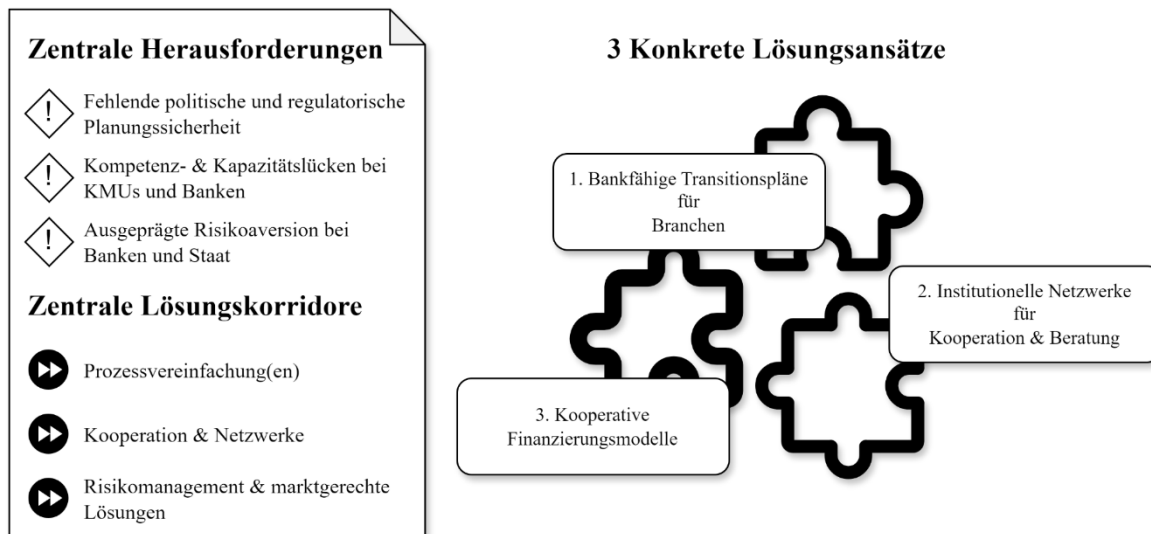 Zentrale Herausforderungen
! Fehlende politische und regulatorische
Planungssicherheit
! Kompetenz- & Kapazitätslücken bei
KMUs und Banken
! Ausgeprägte Risikoaversion bei
Banken und Staat
Zentrale Lösungskorridore
Prozessvereinfachung(en)
Kooperation & Netzwerke
Risikomanagement & marktgerechte
Lösungen
3 Konkrete Lösungsansätze
1. Bankfähige Transitionspläne
für
Branchen
2. Institutionelle Netzwerke
für
Kooperation & Beratung
3. Kooperative
Finanzierungsmodelle